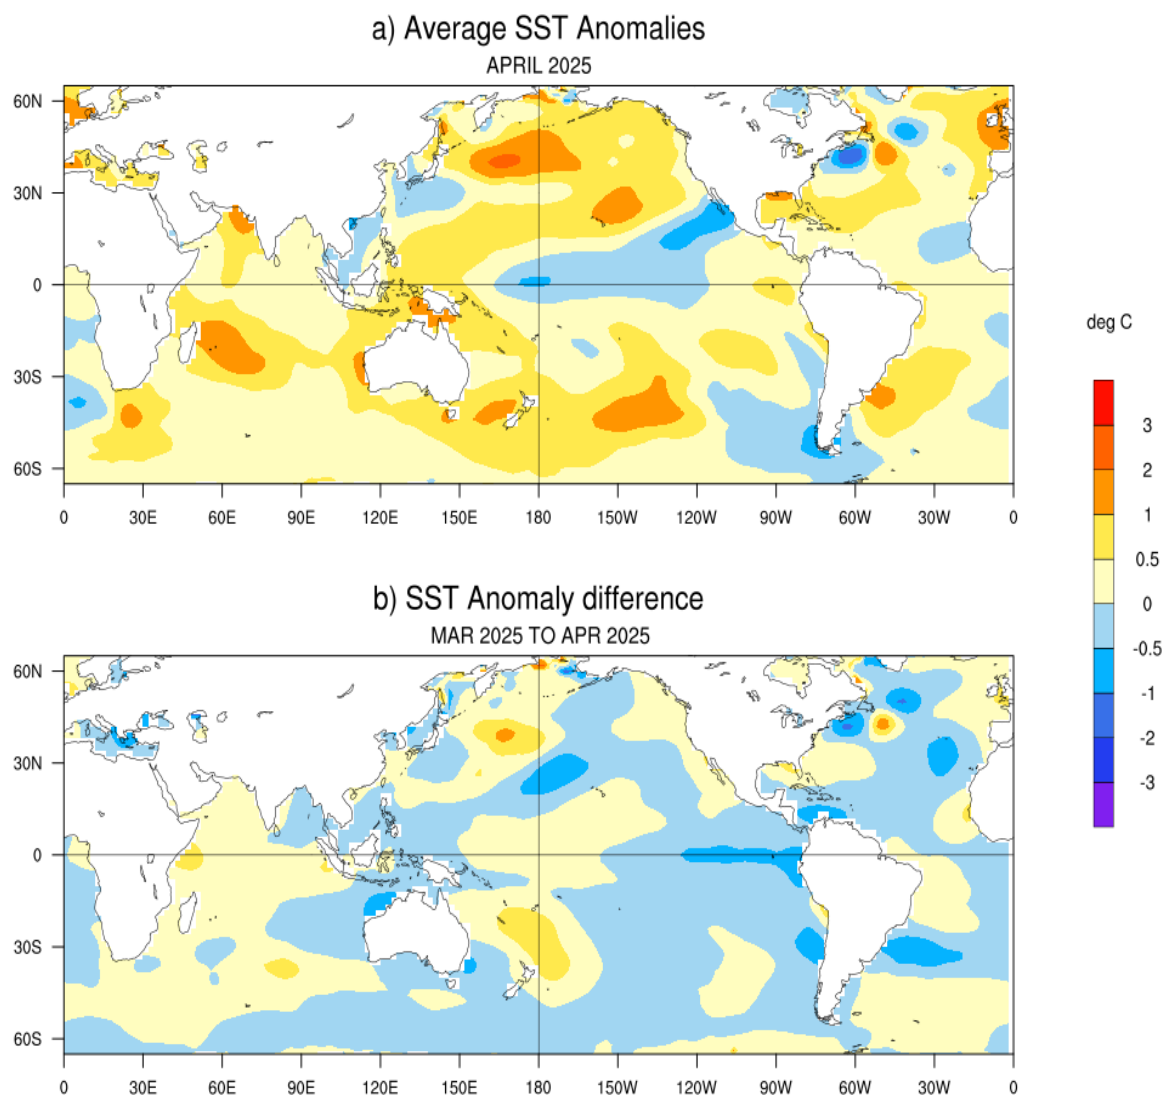 a) Average SST Anomalies
APRIL 2025
60N
30N
0
30S
60S
0 30E 60E 90E 120E 150E 180 150W 120W 90W 60W 30W 0
deg C
3
2
1
0.5
0
-0.5
-1
-2
-3
b) SST Anomaly difference
MAR 2025 TO APR 2025
60N
30N
0
30S
60S
0 30E 60E 90E 120E 150E 180 150W 120W 90W 60W 30W 0